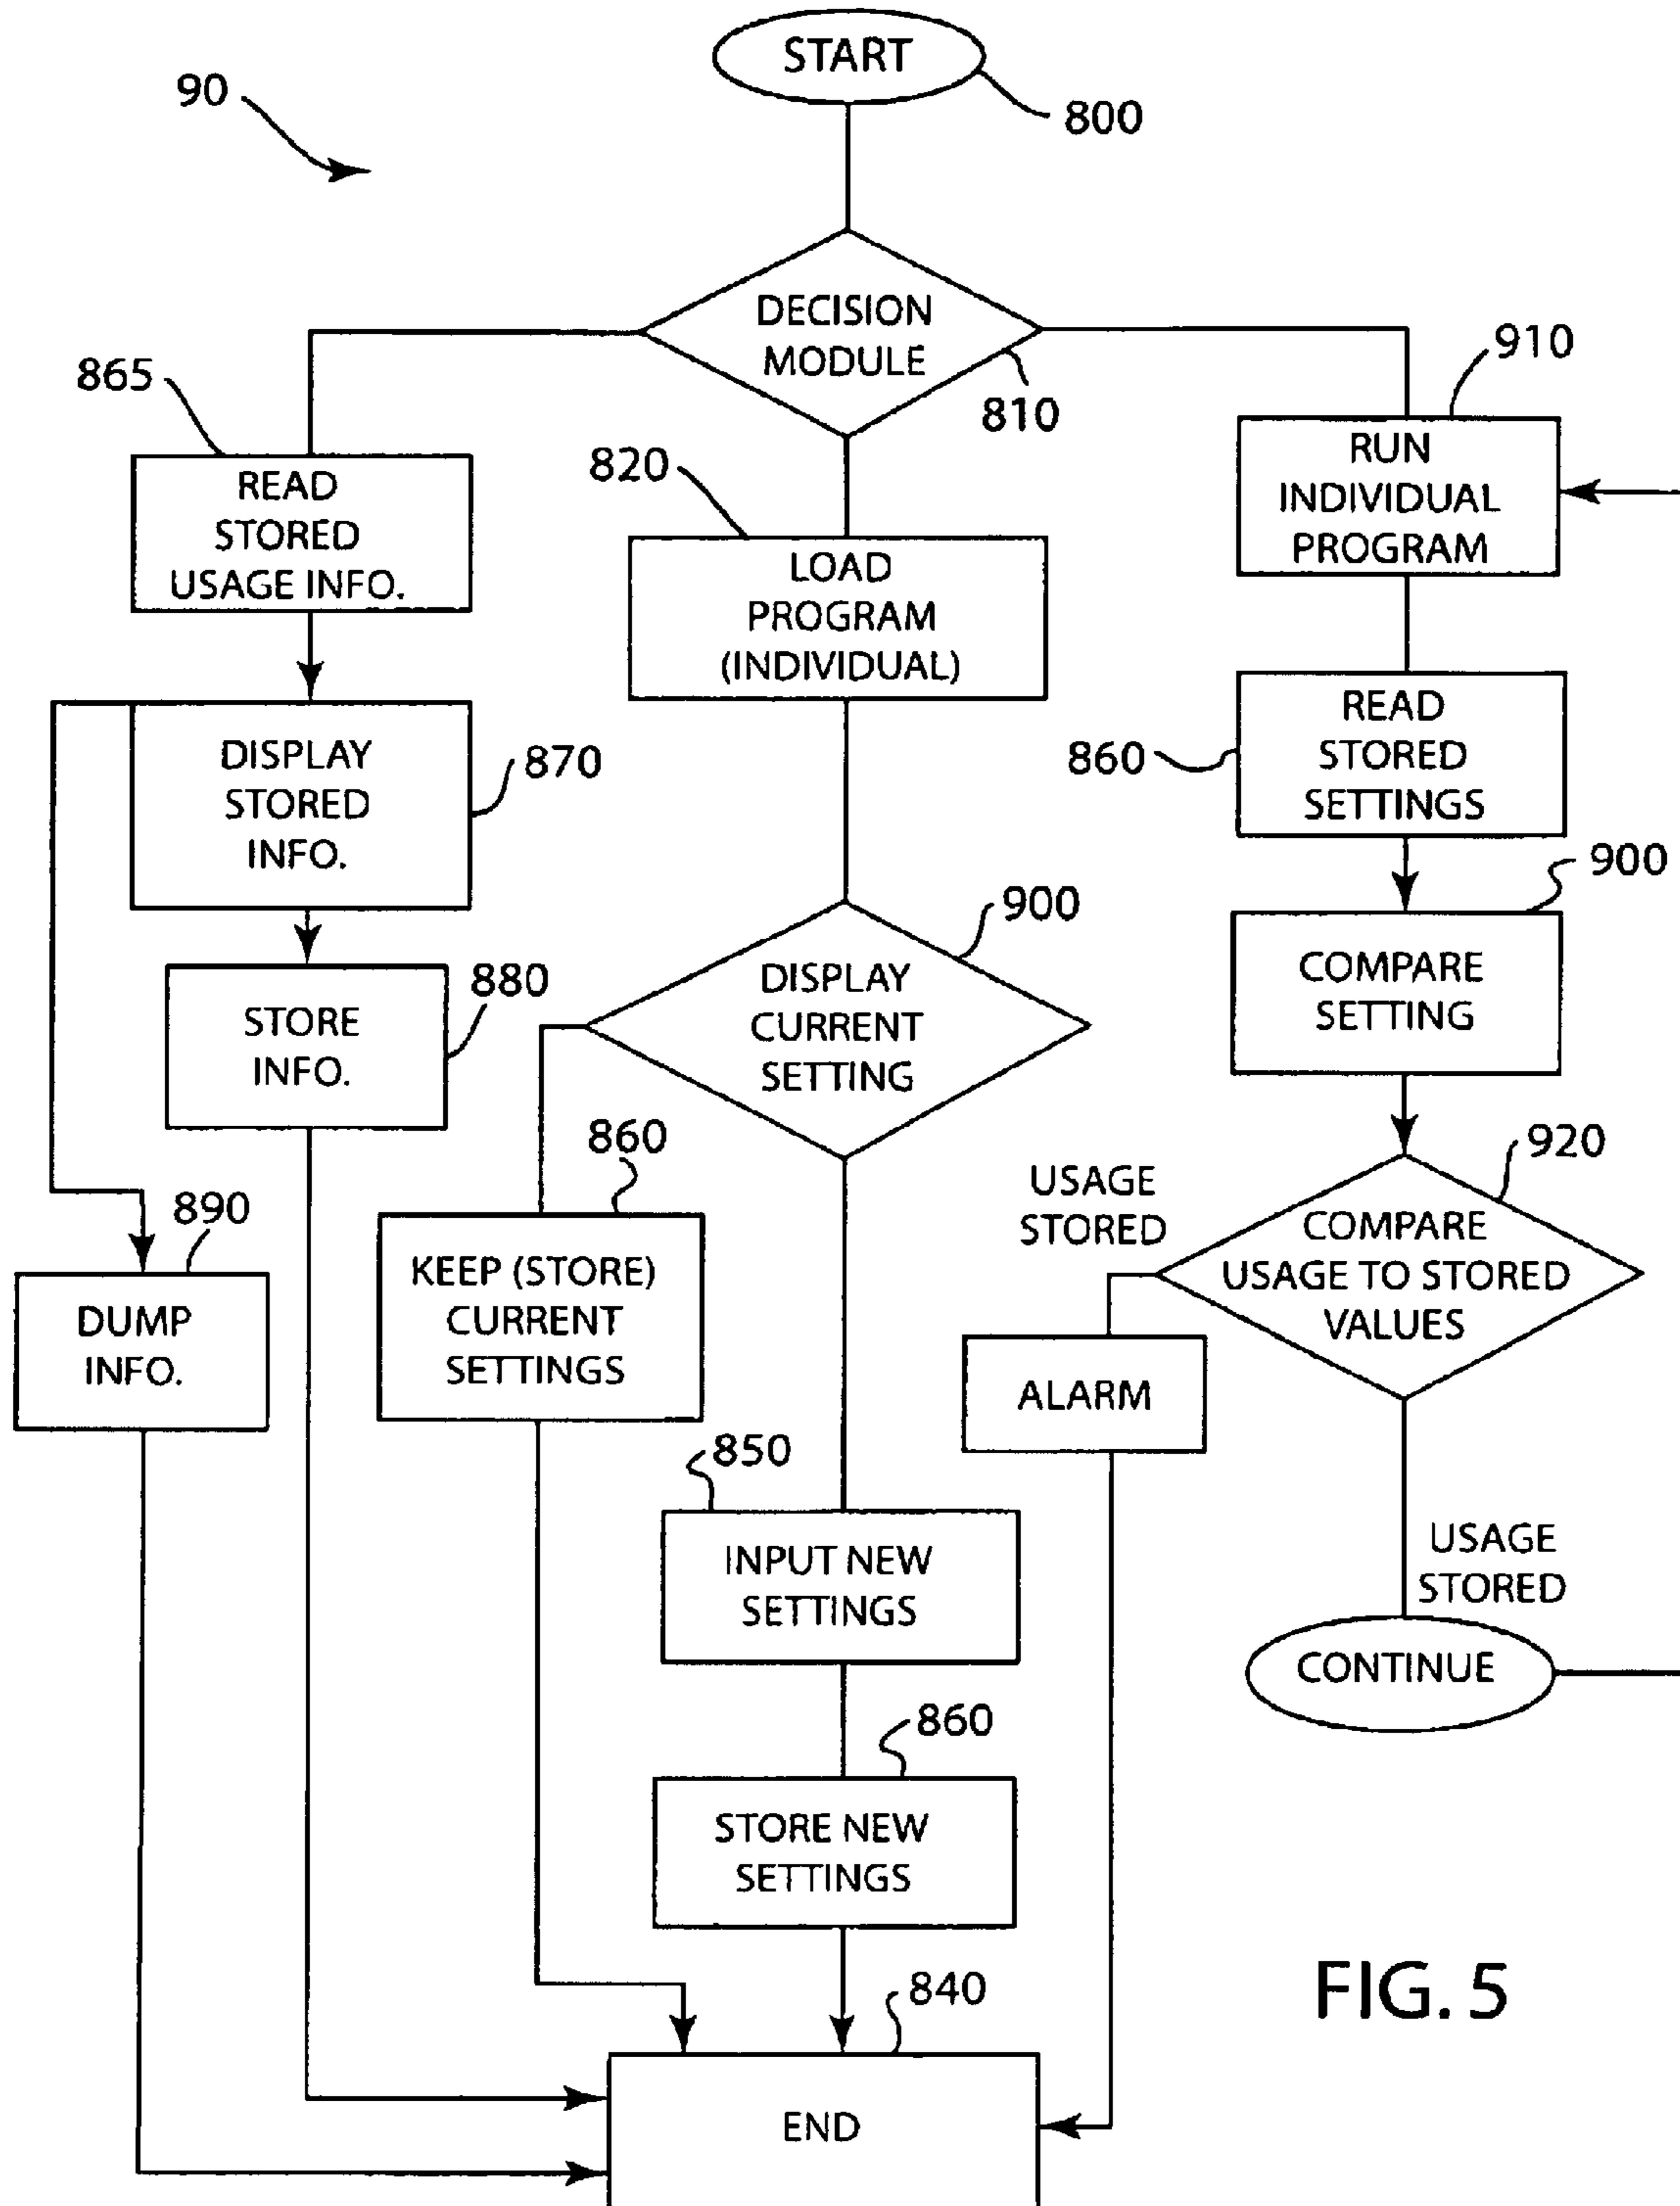 START
90
800
DECISION
MODULE
810
865
910
READ
STORED
USAGE INFO.
820
LOAD
PROGRAM
(INDIVIDUAL)
RUN
INDIVIDUAL
PROGRAM
DISPLAY
STORED
INFO.
870
860
READ
STORED
SETTINGS
900
900
DISPLAY
CURRENT
SETTING
COMPARE
SETTING
STORE
INFO.
880
890
DUMP
INFO.
860
KEEP (STORE)
CURRENT
SETTINGS
USAGE
STORED
920
COMPARE
USAGE TO STORED
VALUES
ALARM
850
INPUT NEW
SETTINGS
USAGE
STORED
CONTINUE
860
STORE NEW
SETTINGS
840
END
FIG. 5